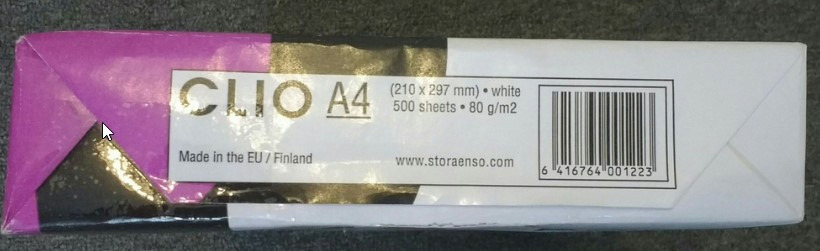 CLIO A4
(210 x 297 mm) • white
500 sheets • 80 g/m2
Made in the EU / Finland
www.storaenso.com
6 416764 001223